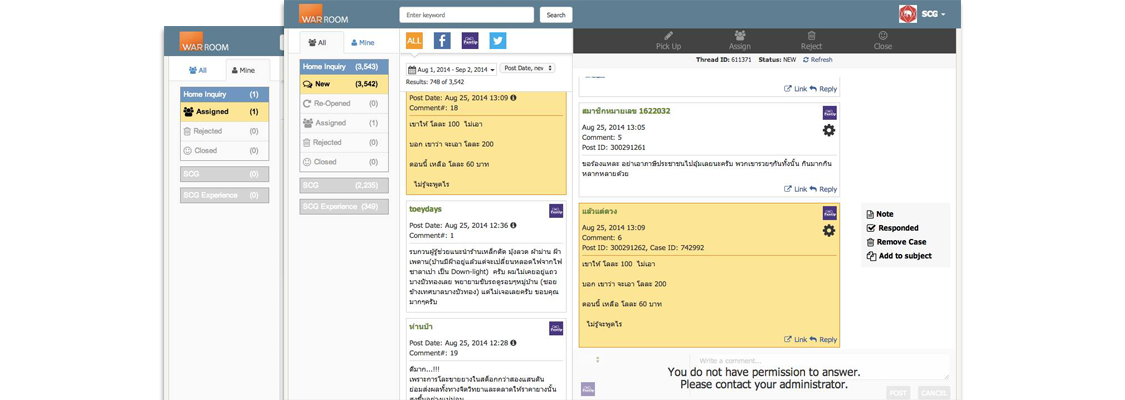 WAR ROOM
All
Mine
Home Inquiry (1)
Assigned (1)
Rejected (0)
Closed (0)
SCG (0)
SCG Experience (0)
WAR ROOM
Enter keyword
Search
SCG
All
Mine
Home Inquiry (3,543)
New (3,542)
Re-Opened (0)
Assigned (1)
Rejected (0)
Closed (0)
SCG (2,235)
SCG Experience (349)
ALL
Aug 1, 2014 - Sep 2, 2014
Post Date, new
Results: 748 of 3,542
Post Date: Aug 25, 2014 13:09
Comment#: 18
เขาให้ โลละ 100 ไม่เอา
บอก เขาว่า จะเอา โลละ 200
ตอนนี้ เหลือ โลละ 60 บาท
ไม่รู้จะพูดไร
toeydays
Post Date: Aug 25, 2014 12:36
Comment#: 1
รบกวนผู้รู้ช่วยแนะนำร้านเหล็กดัด มุ้งลวด ผ้าม่าน ฝ้า
เพดาน(บ้านมีฝ้าอยู่แล้วแต่จะเปลี่ยนหลอดไฟจากไฟ
ซาลาเปา เป็น Down-light) ครับ ผมไม่เคยอยู่แถว
บางบัวทองเลย พยายามขับรถดูรอบๆหมู่บ้าน (ซอย
ข้างเทศบาลบางบัวทอง) แต่ไม่เจอเลยครับ ขอบคุณ
มากๆครับ
ท่านป๋า
Post Date: Aug 25, 2014 12:28
Comment#: 19
ดีมาก...!!!
เพราะการโละขายยางในสต็อกกว่าสองแสนตัน
ย่อมส่งผลทั้งทางจิตวิทยาและตลาดให้ราคายางนั้น
Pick Up
Assign
Reject
Close
Thread ID: 611371 Status: NEW Refresh
Link Reply
สมาชิกหมายเลข 1622032
Aug 25, 2014 13:05
Comment: 5
Post ID: 300291261
ขอร้องแหละ อย่าเอาภาษีประชาชนไปอุ้มเลยนะครับ พวกเขารวยๆกันทั้งนั้น กันมากกัน
หลากหลายด้วย
Link Reply
แล้วแต่ดวง
Aug 25, 2014 13:09
Comment: 6
Post ID: 300291262, Case ID: 742992
เขาให้ โลละ 100 ไม่เอา
บอก เขาว่า จะเอา โลละ 200
ตอนนี้ เหลือ โลละ 60 บาท
ไม่รู้จะพูดไร
Link Reply
Note
Responded
Remove Case
Add to subject
Write a comment...
You do not have permission to answer.
Please contact your administrator.
POST
CANCEL